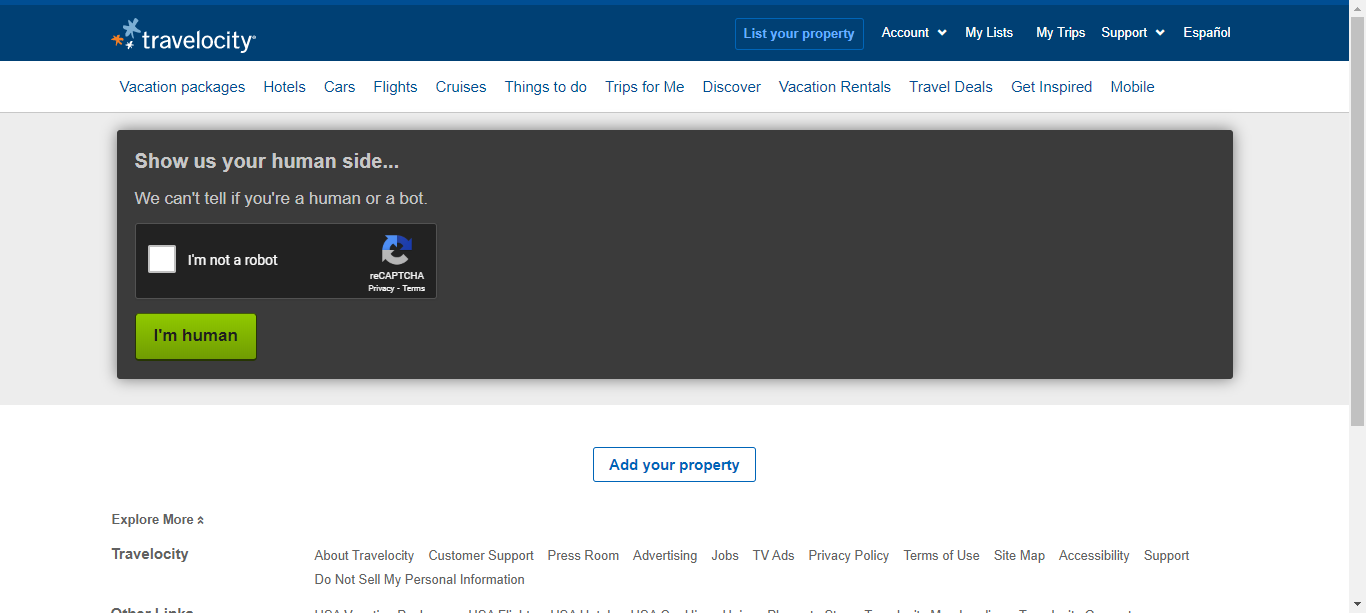 travelocity
List your property Account My Lists My Trips Support Español
Vacation packages Hotels Cars Flights Cruises Things to do Trips for Me Discover Vacation Rentals Travel Deals Get Inspired Mobile
Show us your human side...
We can't tell if you're a human or a bot.
I'm not a robot
reCAPTCHA
Privacy - Terms
I'm human
Add your property
Explore More
Travelocity About Travelocity Customer Support Press Room Advertising Jobs TV Ads Privacy Policy Terms of Use Site Map Accessibility Support
Do Not Sell My Personal Information
Other Links